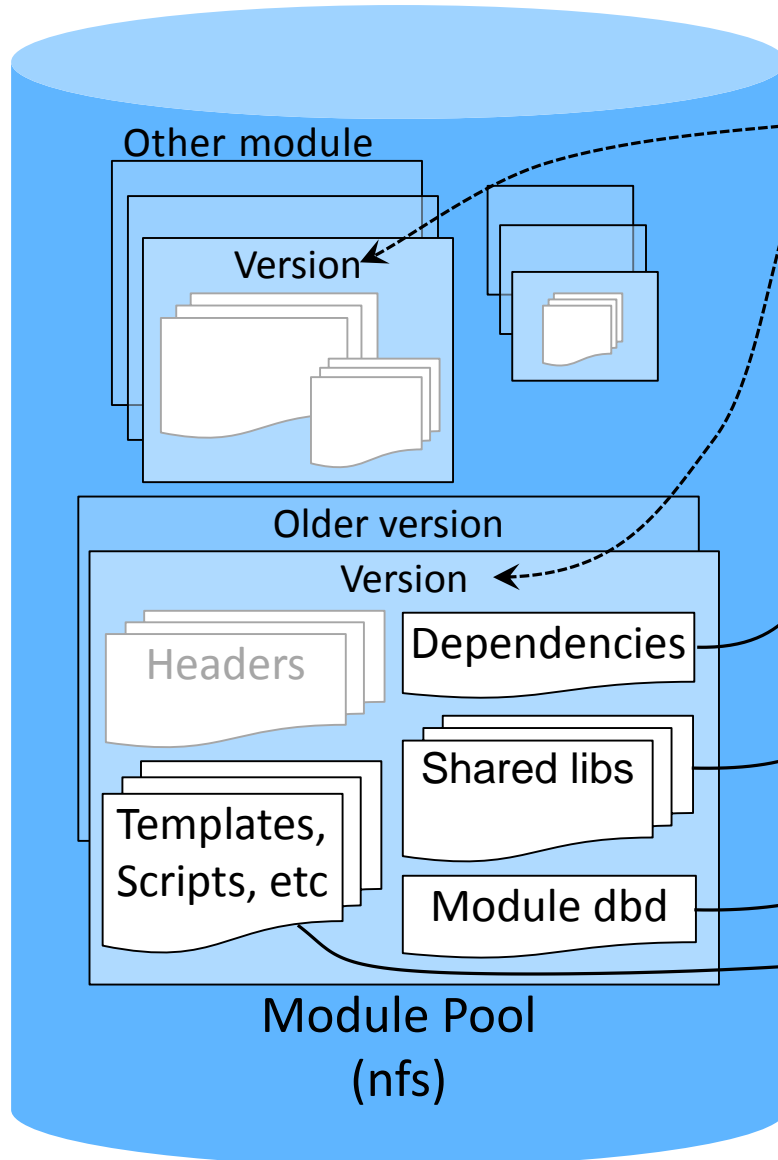 Other module
Version
Older version
Version
Headers
Dependencies
Shared libs
Templates,
Scripts, etc
Module dbd
Module Pool
(nfs)